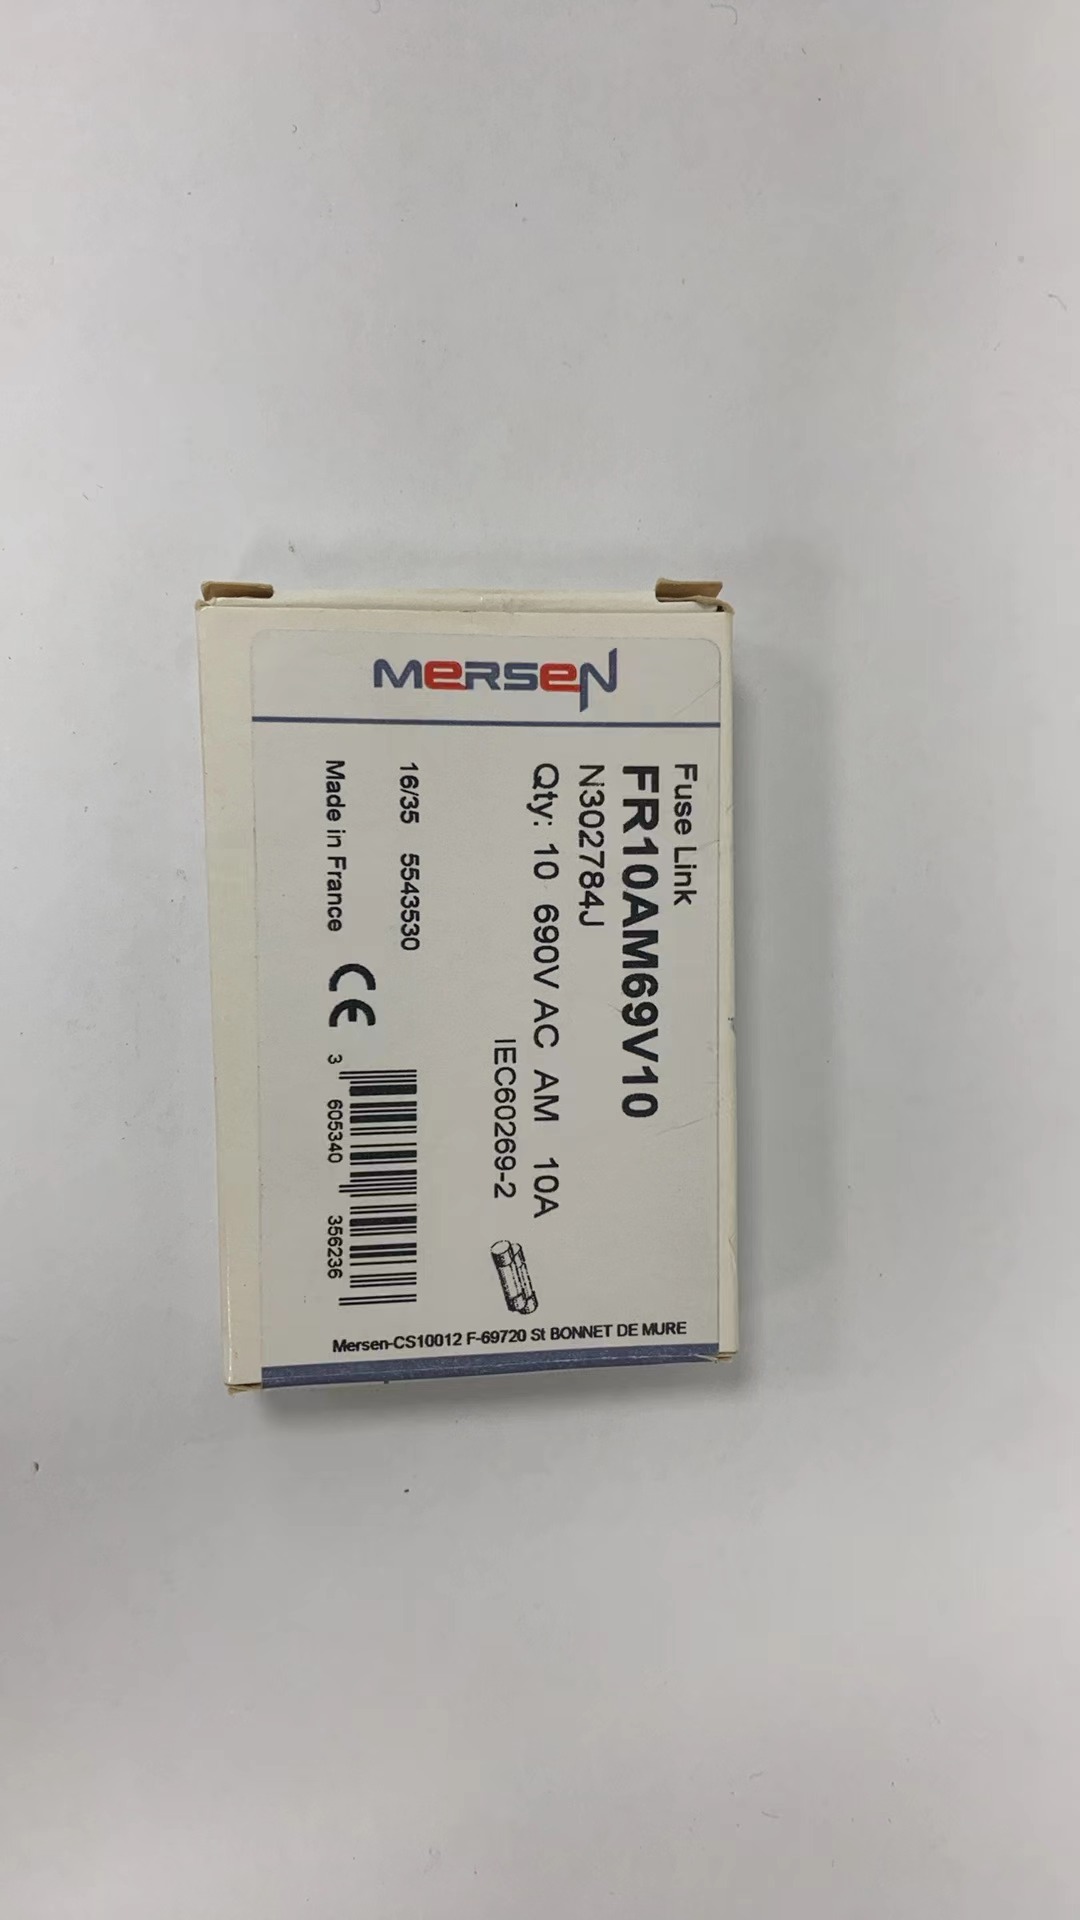 MERSEN
Fuse Link
FR10AM69V10
N302784J
Qty: 10 690V AC AM 10A
IEC60269-2
16/35 5543530
Made in France CE
3 605340 356236
Mersen-CS10012 F-69720 St BONNET DE MURE